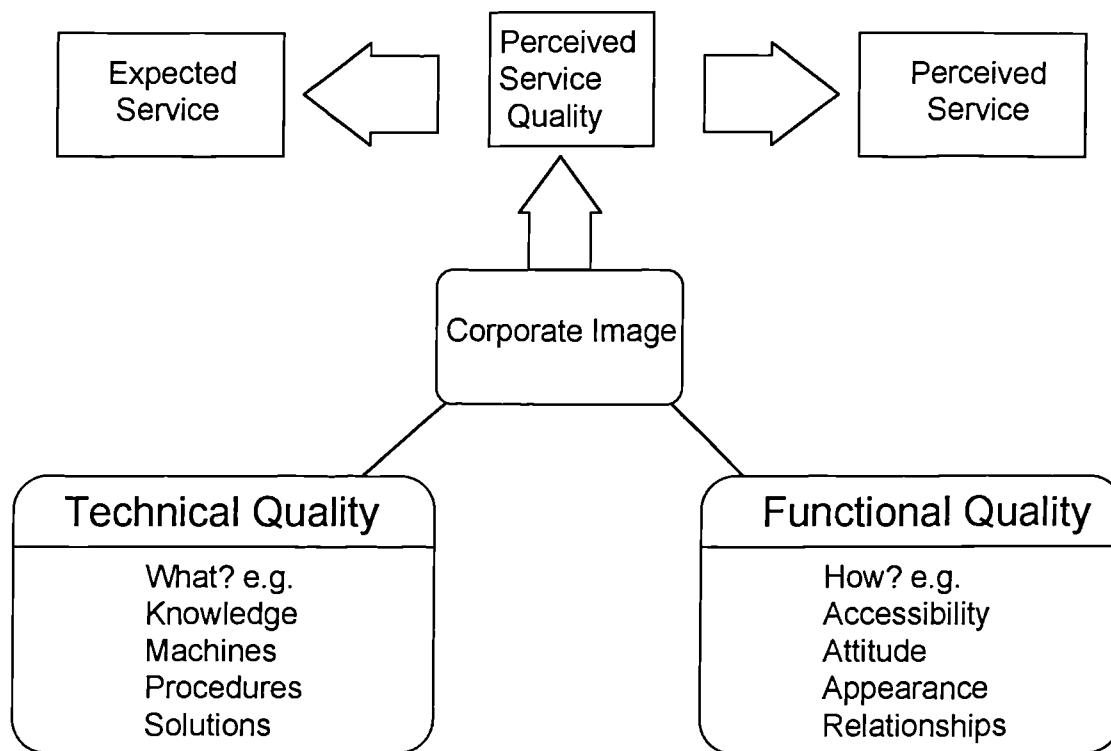 Expected
Service
Perceived
Service
Quality
Perceived
Service
Corporate Image
Technical Quality
What? e.g.
Knowledge
Machines
Procedures
Solutions
Functional Quality
How? e.g.
Accessibility
Attitude
Appearance
Relationships